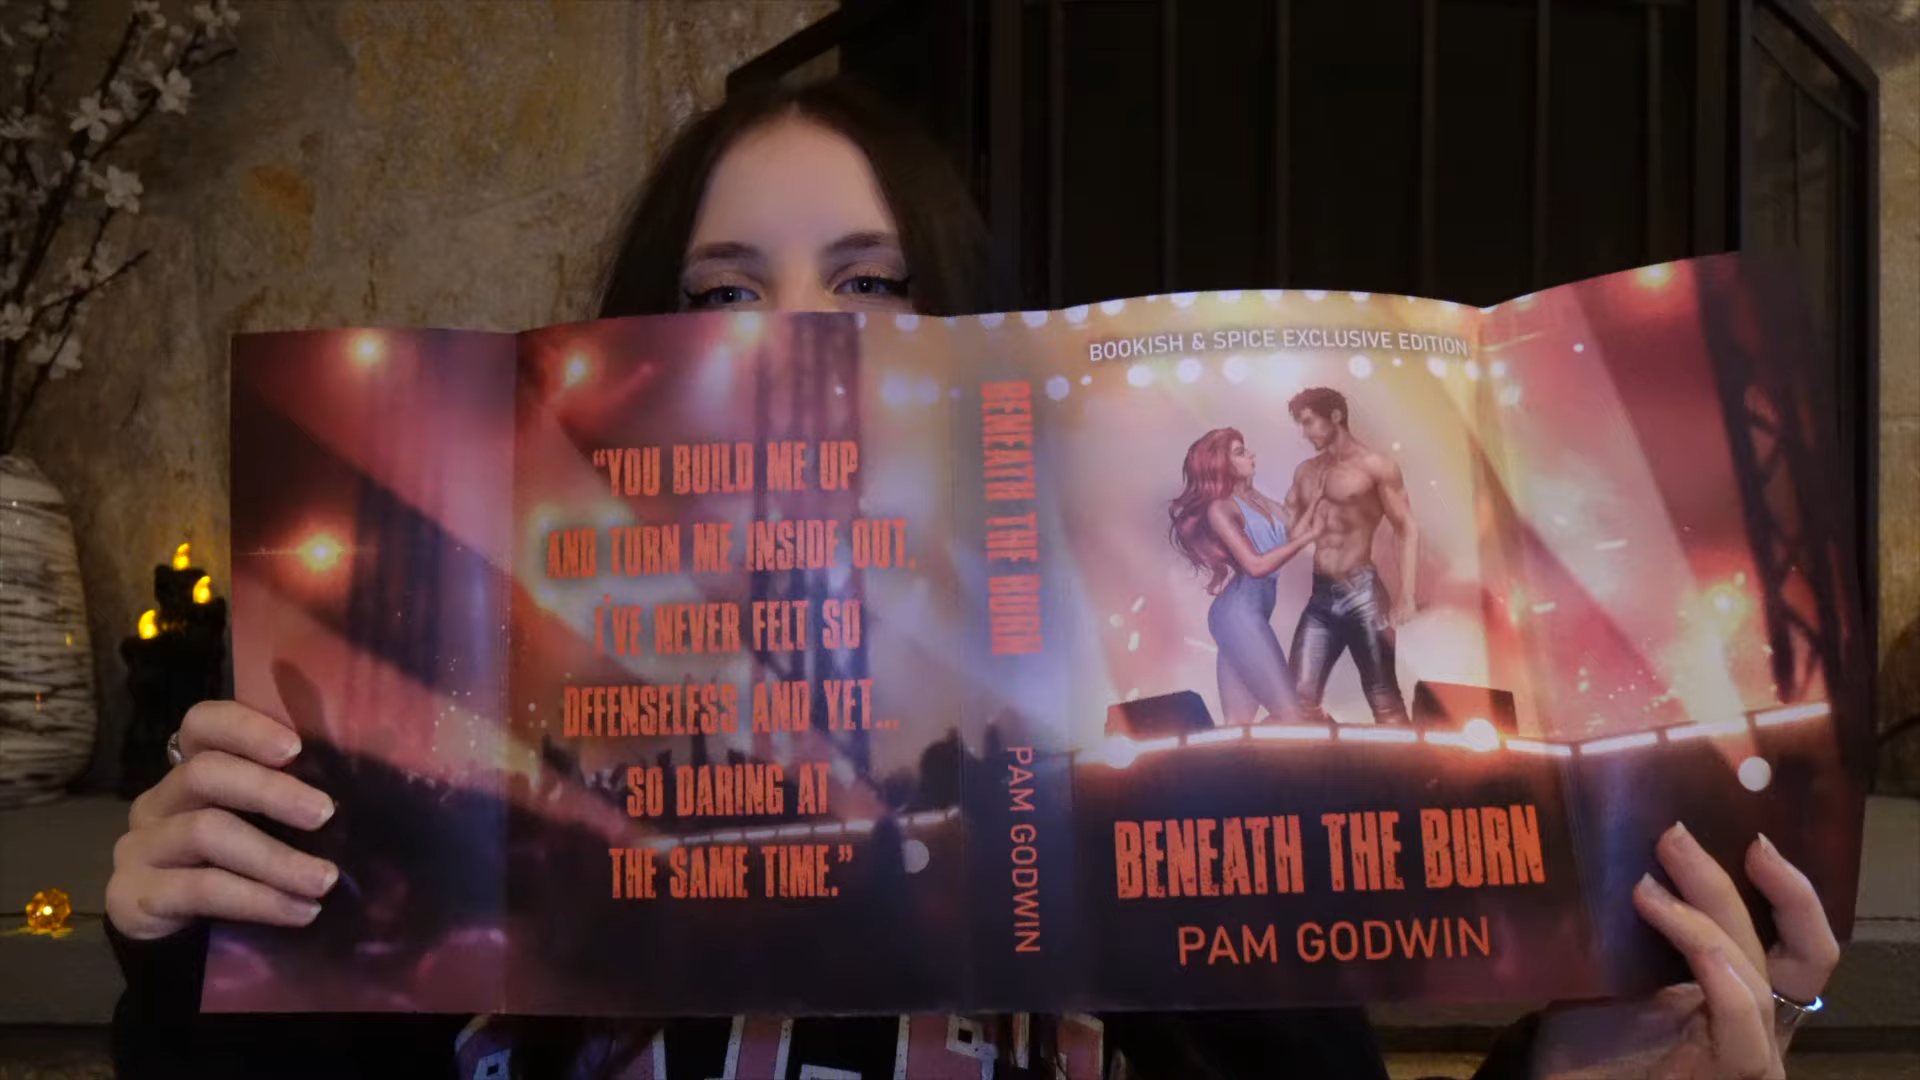 “YOU BUILD ME UP
AND TURN ME INSIDE OUT.
I’VE NEVER FELT SO
DEFENSELESS AND YET...
SO DARING AT
THE SAME TIME.”
BENEATH THE BURN
PAM GODWIN
BOOKISH & SPICE EXCLUSIVE EDITION
BENEATH THE BURN
PAM GODWIN